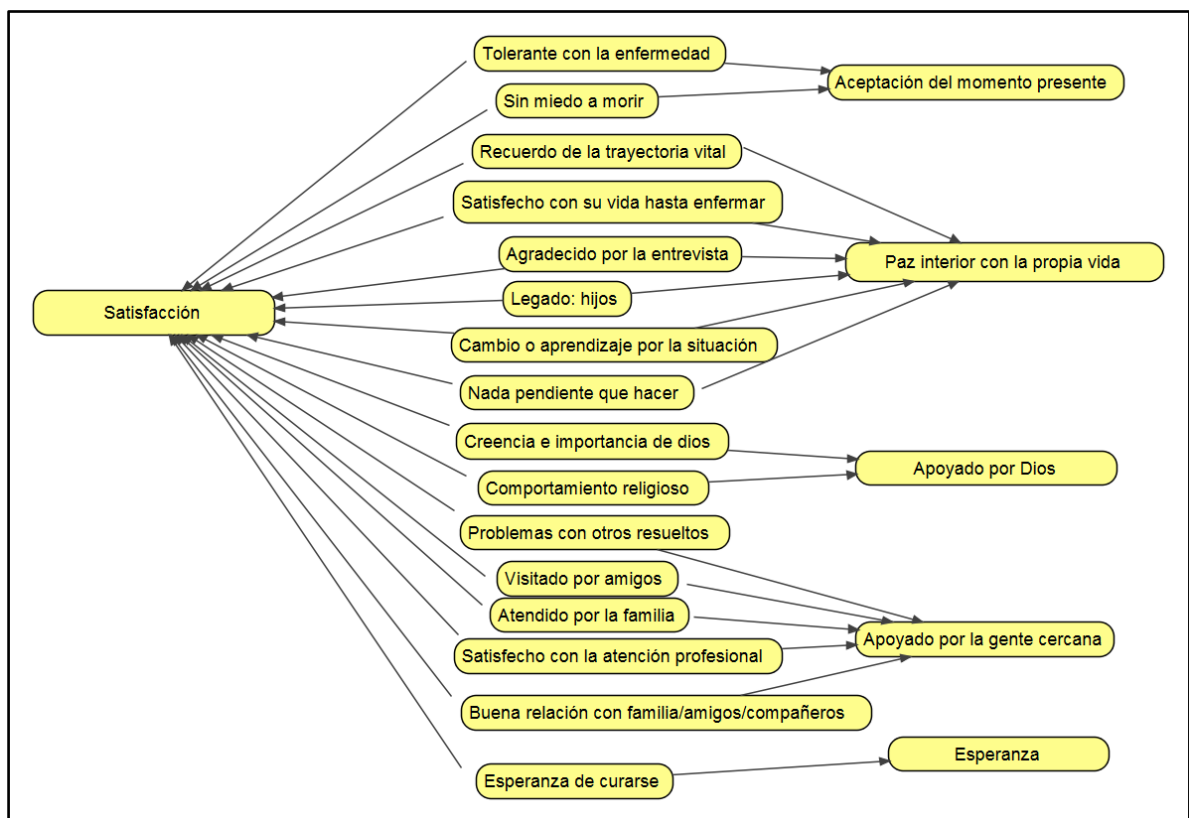 Tolerante con la enfermedad
Aceptación del momento presente
Sin miedo a morir
Recuerdo de la trayectoria vital
Satisfecho con su vida hasta enfermar
Agradecido por la entrevista
Paz interior con la propia vida
Legado: hijos
Satisfacción
Cambio o aprendizaje por la situación
Nada pendiente que hacer
Creencia e importancia de dios
Apoyado por Dios
Comportamiento religioso
Problemas con otros resueltos
Visitado por amigos
Atendido por la familia
Apoyado por la gente cercana
Satisfecho con la atención profesional
Buena relación con familia/amigos/compañeros
Esperanza
Esperanza de curarse